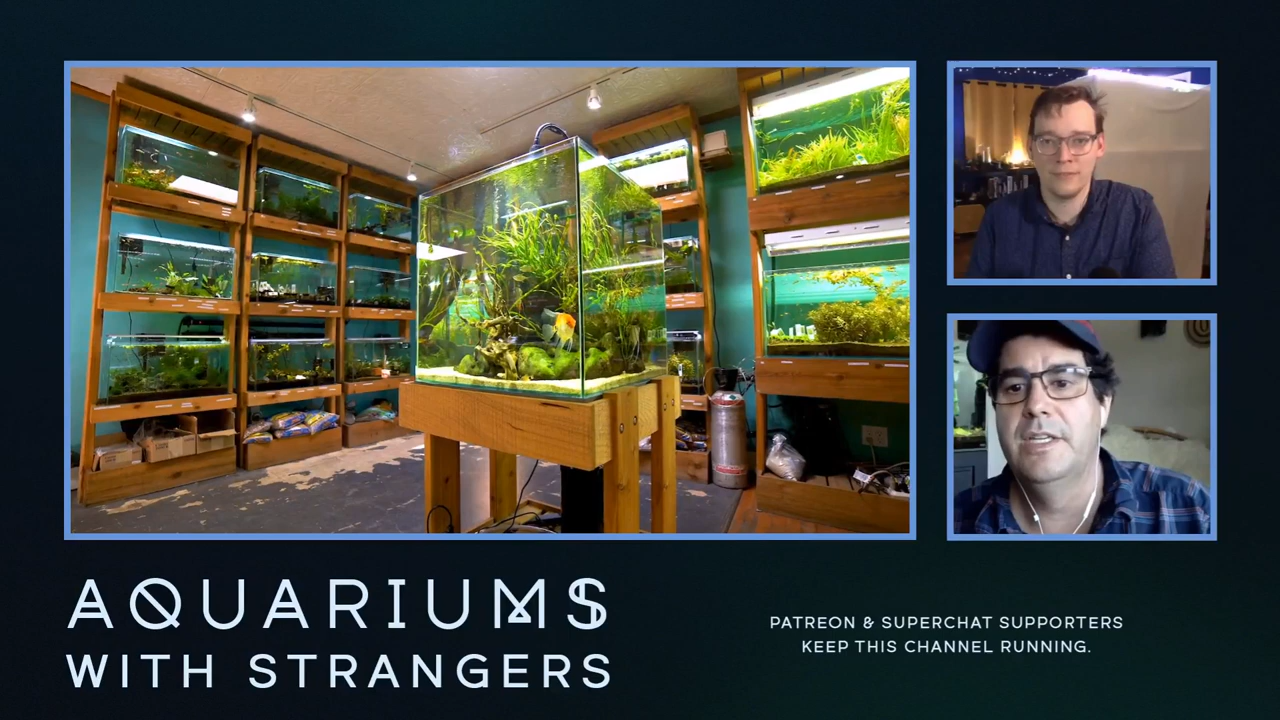 AQUARIUMS
WITH STRANGERS
PATREON & SUPERCHAT SUPPORTERS
KEEP THIS CHANNEL RUNNING.